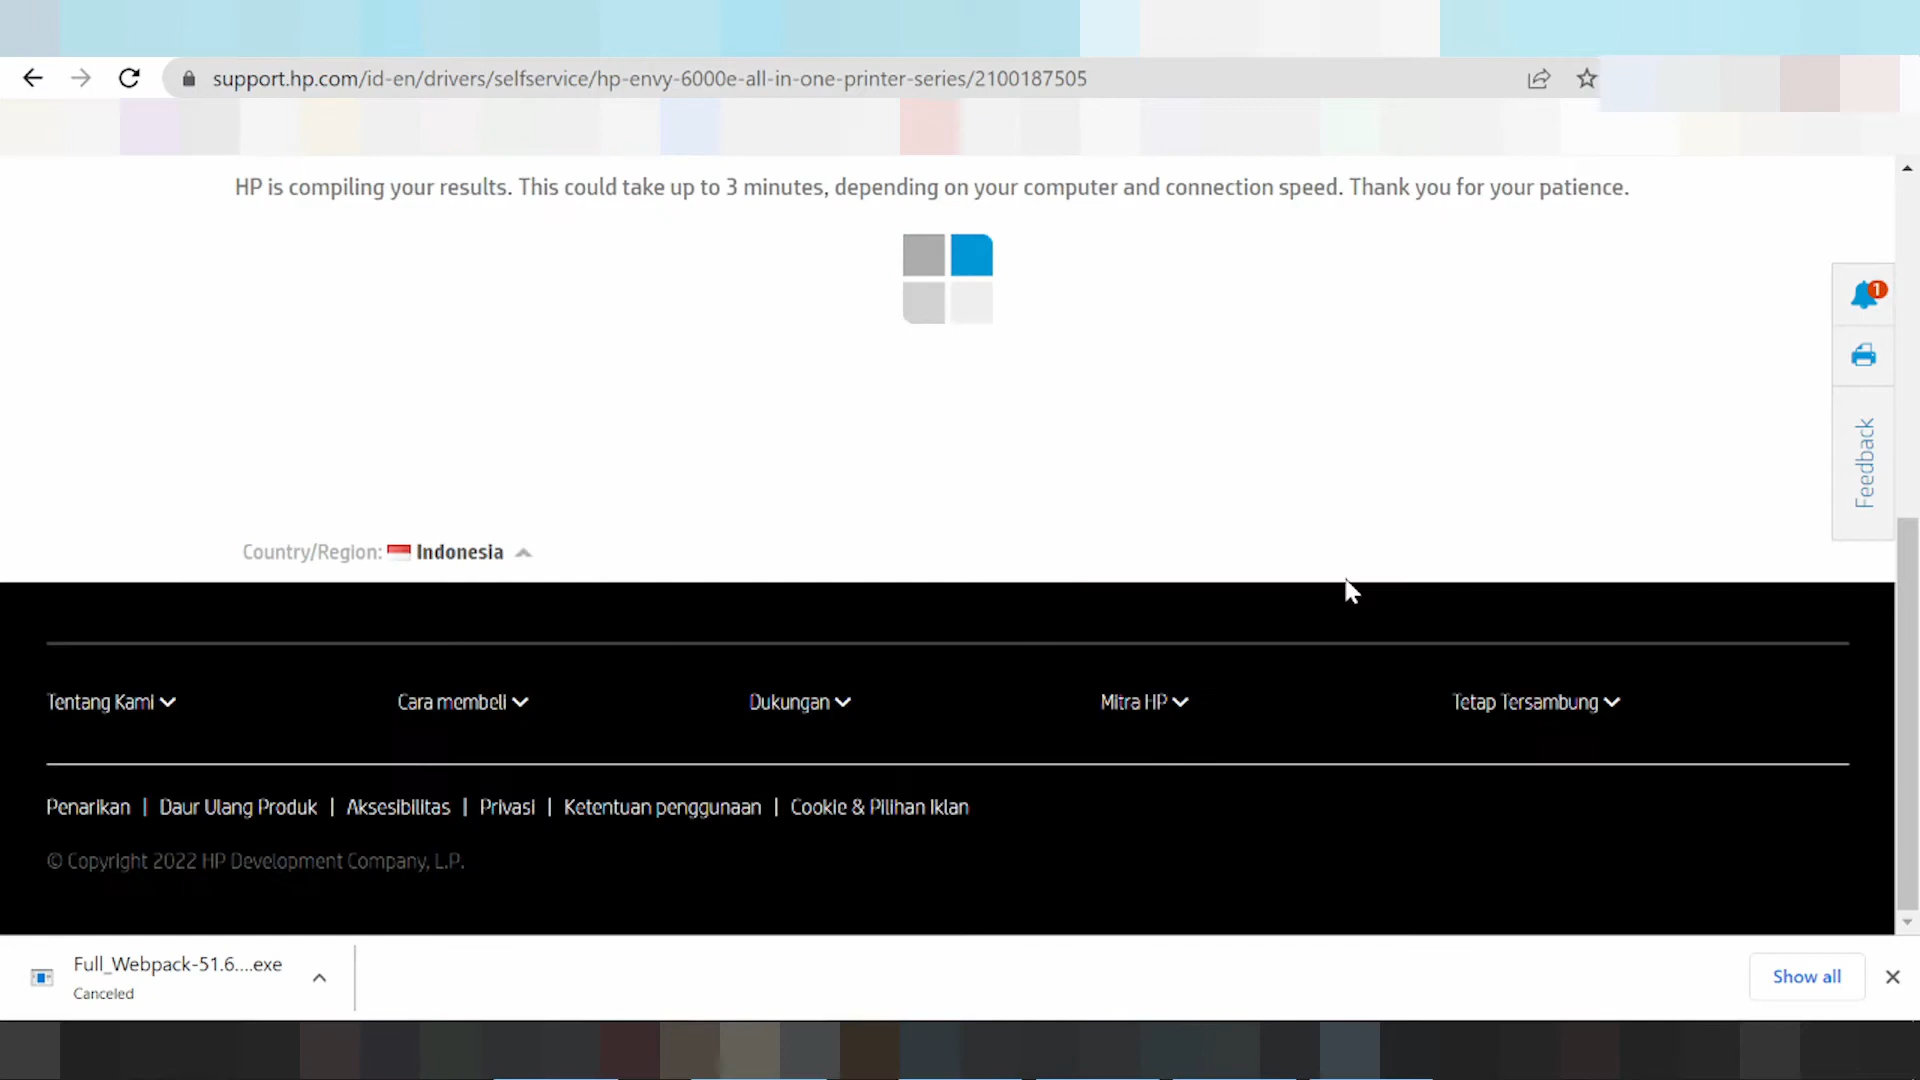 support.hp.com/id-en/drivers/selfservice/hp-envy-6000e-all-in-one-printer-series/2100187505
HP is compiling your results. This could take up to 3 minutes, depending on your computer and connection speed. Thank you for your patience.
1
Feedback
Country/Region: Indonesia
Tentang Kami
Cara membeli
Dukungan
Mitra HP
Tetap Tersambung
Penarikan | Daur Ulang Produk | Aksesibilitas | Privasi | Ketentuan penggunaan | Cookie & Pilihan Iklan
© Copyright 2022 HP Development Company, L.P.
Full_Webpack-51.6....exe
Canceled
Show all